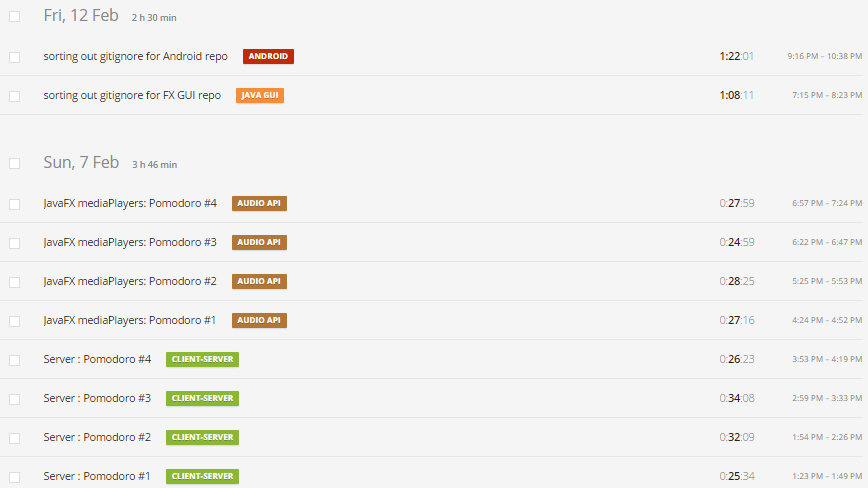 Fri, 12 Feb 2 h 30 min
sorting out gitignore for Android repo ANDROID 1:22:01 9:16 PM – 10:38 PM
sorting out gitignore for FX GUI repo JAVA GUI 1:08:11 7:15 PM – 8:23 PM
Sun, 7 Feb 3 h 46 min
JavaFX mediaPlayers: Pomodoro #4 AUDIO API 0:27:59 6:57 PM – 7:24 PM
JavaFX mediaPlayers: Pomodoro #3 AUDIO API 0:24:59 6:22 PM – 6:47 PM
JavaFX mediaPlayers: Pomodoro #2 AUDIO API 0:28:25 5:25 PM – 5:53 PM
JavaFX mediaPlayers: Pomodoro #1 AUDIO API 0:27:16 4:24 PM – 4:52 PM
Server : Pomodoro #4 CLIENT-SERVER 0:26:23 3:53 PM – 4:19 PM
Server : Pomodoro #3 CLIENT-SERVER 0:34:08 2:59 PM – 3:33 PM
Server : Pomodoro #2 CLIENT-SERVER 0:32:09 1:54 PM – 2:26 PM
Server : Pomodoro #1 CLIENT-SERVER 0:25:34 1:23 PM – 1:49 PM